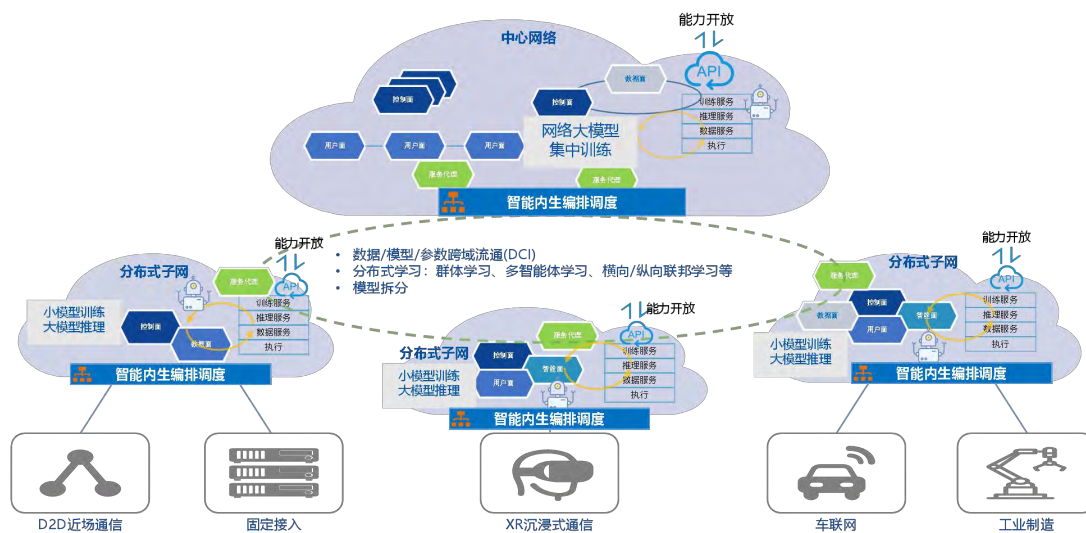 能力开放
中心网络
API
数据面
控制面
控制面
训练服务
推理服务
数据服务
执行
网络大模型
集中训练
用户面
用户面
用户面
服务代理
服务代理
智能内生编排调度
能力开放
• 数据/模型/参数跨域流通(DCI)
• 分布式学习：群体学习、多智能体学习、横向/纵向联邦学习等
• 模型拆分
分布式子网
服务代理
API
小模型训练
大模型推理
控制面
数据面
训练服务
推理服务
数据服务
执行
智能内生编排调度
能力开放
分布式子网
服务代理
API
控制面
用户面
智能面
小模型训练
大模型推理
训练服务
推理服务
数据服务
执行
智能内生编排调度
能力开放
分布式子网
服务代理
API
控制面
数据面
用户面
智能面
小模型训练
大模型推理
训练服务
推理服务
数据服务
执行
智能内生编排调度
D2D近场通信
固定接入
XR沉浸式通信
车联网
工业制造